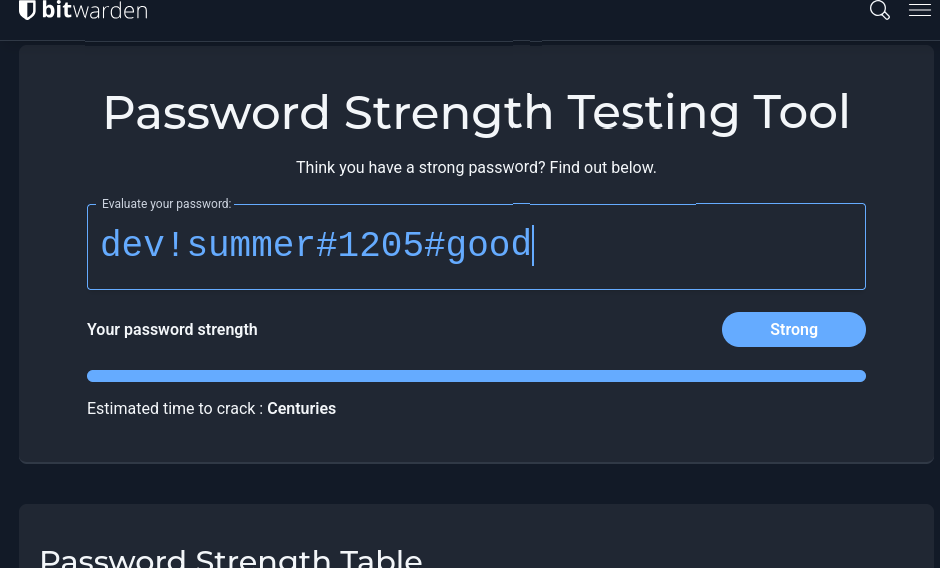 bitwarden
Password Strength Testing Tool
Think you have a strong password? Find out below.
Evaluate your password:
dev!summer#1205#good
Your password strength
Strong
Estimated time to crack : Centuries
Password Strength Table